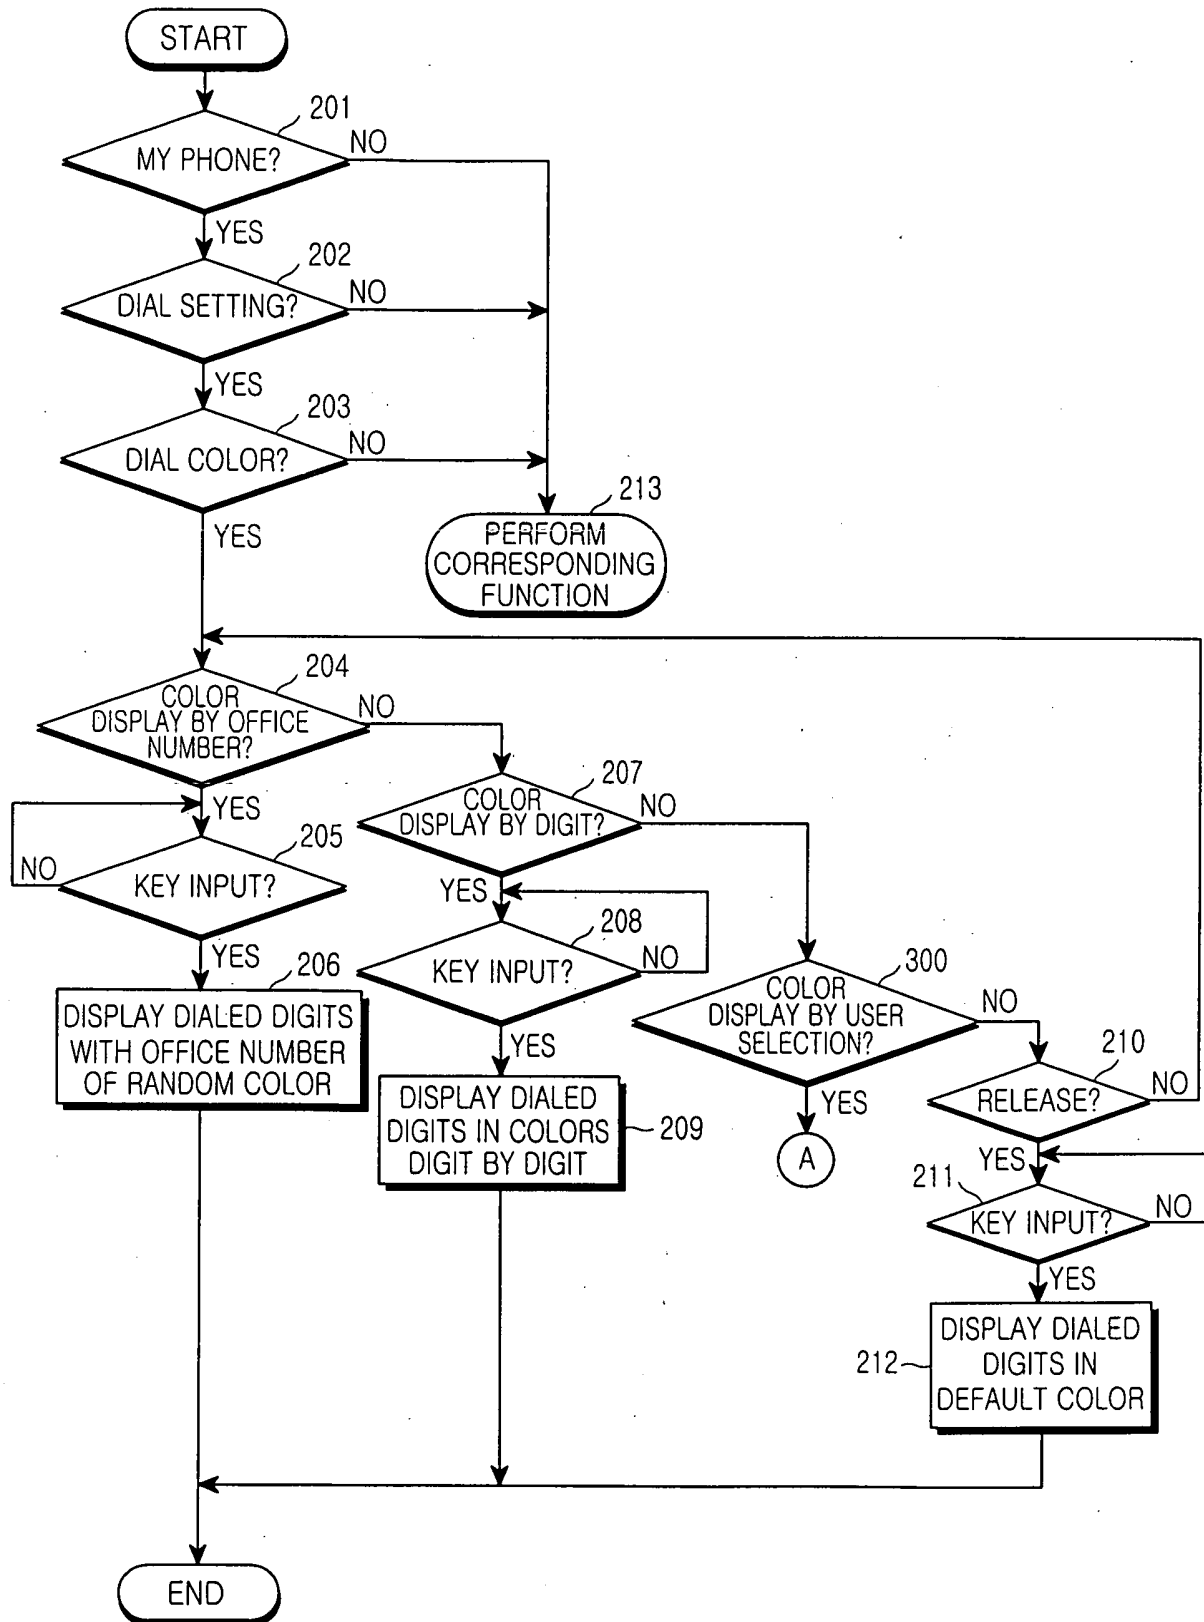 START
201
MY PHONE?
NO
YES
202
DIAL SETTING?
NO
YES
203
DIAL COLOR?
NO
YES
213
PERFORM
CORRESPONDING
FUNCTION
204
COLOR
DISPLAY BY OFFICE
NUMBER?
NO
YES
207
COLOR
DISPLAY BY DIGIT?
NO
205
KEY INPUT?
NO
YES
YES
208
KEY INPUT?
NO
YES
206
DISPLAY DIALED DIGITS
WITH OFFICE NUMBER
OF RANDOM COLOR
300
COLOR
DISPLAY BY USER
SELECTION?
NO
YES
A
DISPLAY DIALED
DIGITS IN COLORS
DIGIT BY DIGIT
209
210
RELEASE?
NO
YES
211
KEY INPUT?
NO
YES
212
DISPLAY DIALED
DIGITS IN
DEFAULT COLOR
END